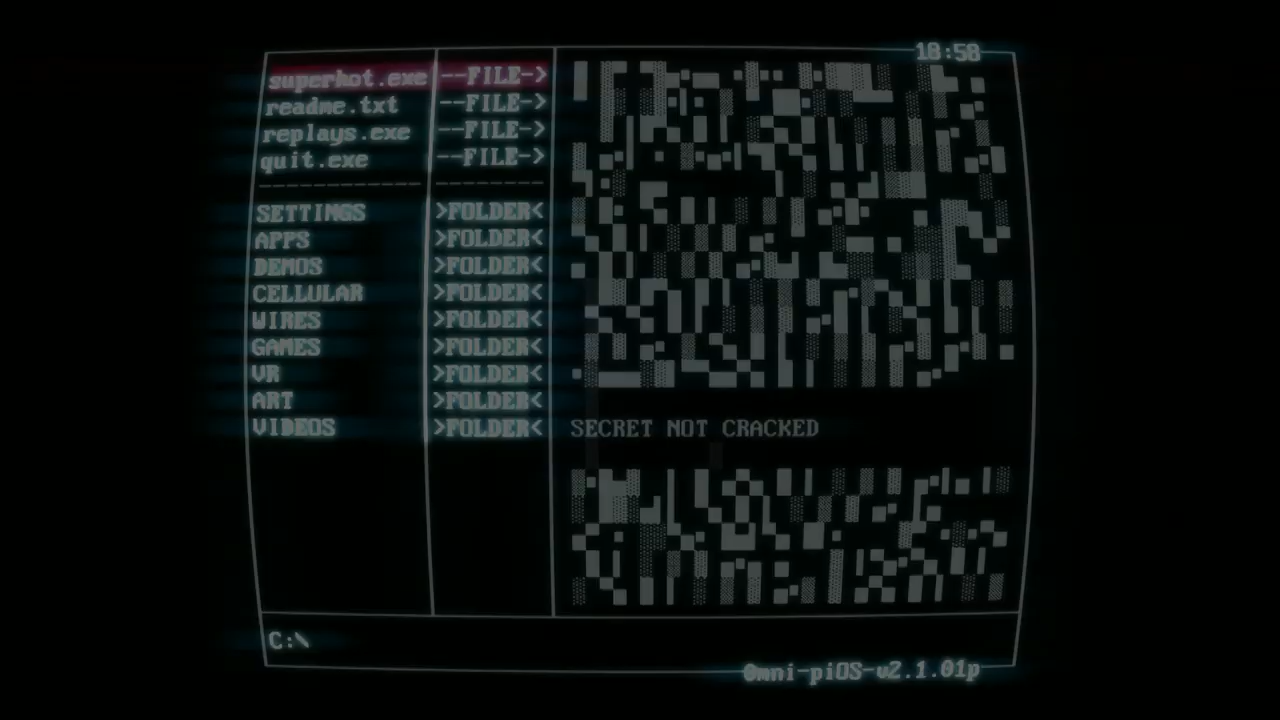 18:58
superhot.exe --FILE->
readme.txt --FILE->
replays.exe --FILE->
quit.exe --FILE->
SETTINGS >FOLDER<
APPS >FOLDER<
DEMOS >FOLDER<
CELLULAR >FOLDER<
WIRES >FOLDER<
GAMES >FOLDER<
VR >FOLDER<
ART >FOLDER<
VIDEOS >FOLDER<
SECRET NOT CRACKED
C:\
Omni-piOS-v2.1.01p